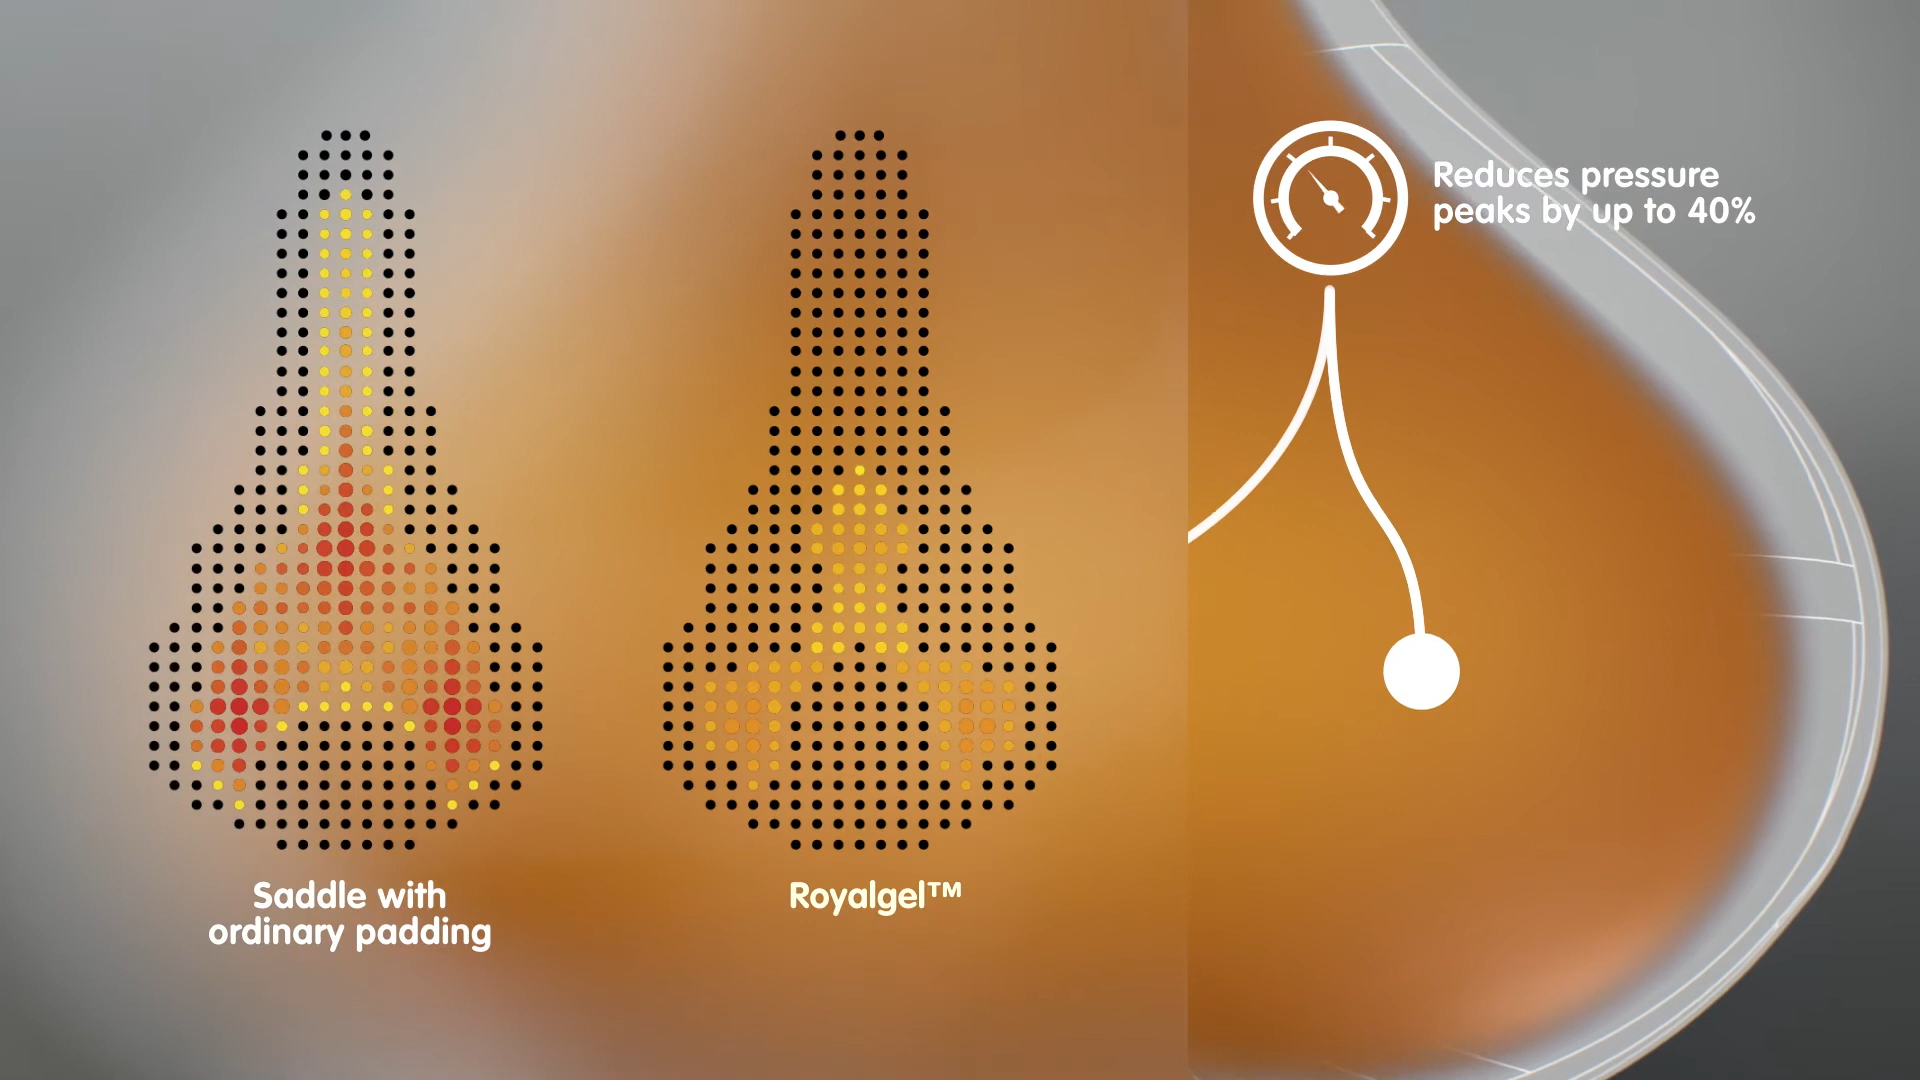 Reduces pressure
peaks by up to 40%
Saddle with
ordinary padding
Royalgel™